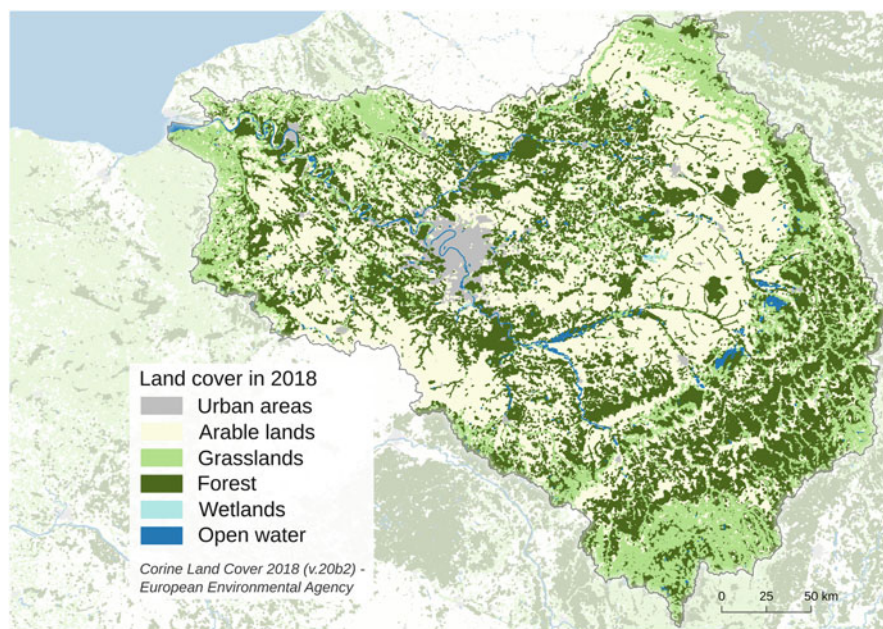 Land cover in 2018
Urban areas
Arable lands
Grasslands
Forest
Wetlands
Open water
Corine Land Cover 2018 (v.20b2) -
European Environmental Agency
0 25 50 km